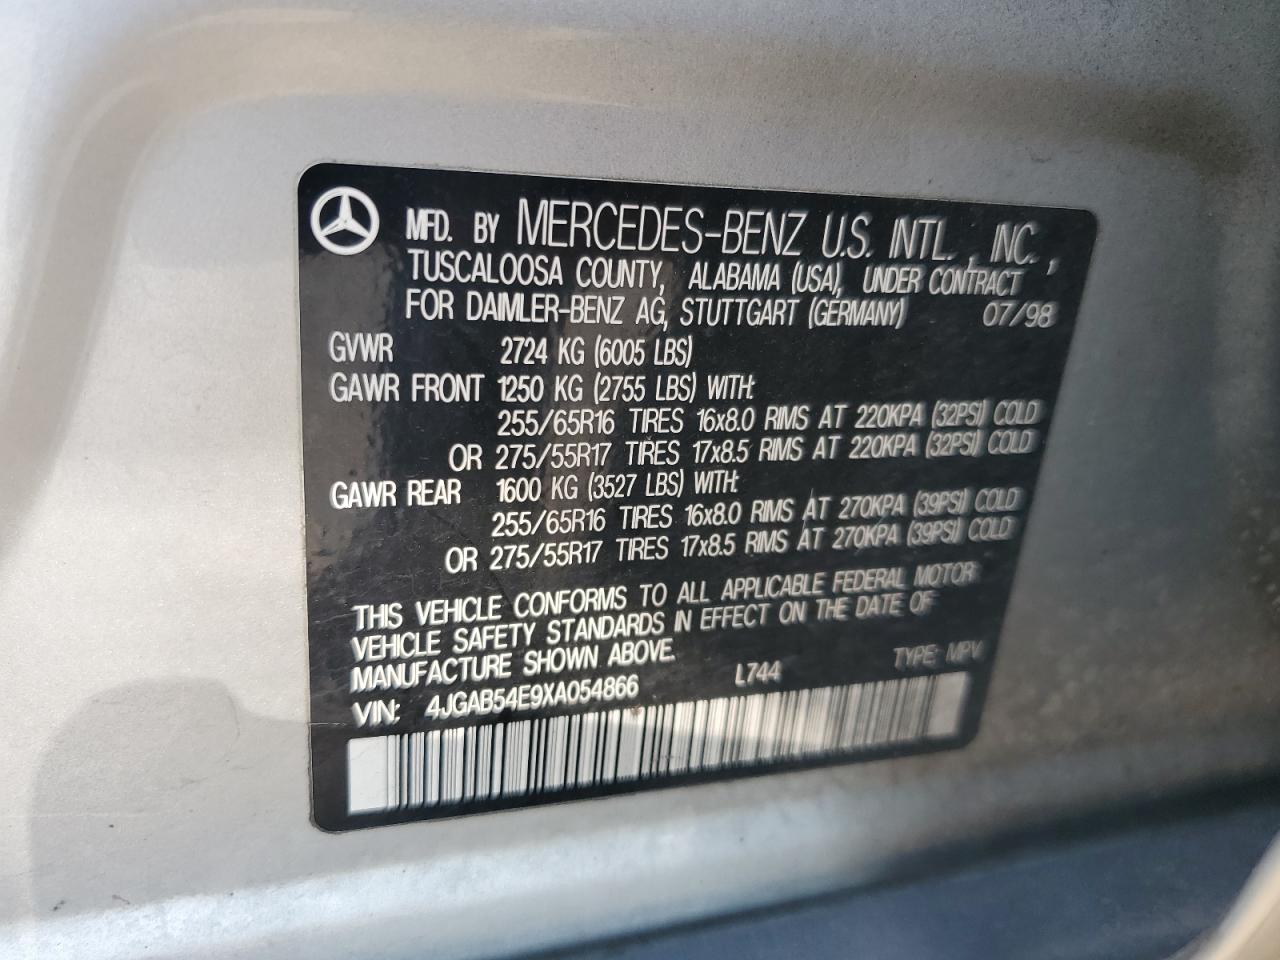 MFD. BY MERCEDES-BENZ U.S. INTL., INC.,
TUSCALOOSA COUNTY, ALABAMA (USA), UNDER CONTRACT
FOR DAIMLER-BENZ AG, STUTTGART (GERMANY) 07/98
GVWR 2724 KG (6005 LBS)
GAWR FRONT 1250 KG (2755 LBS) WITH:
255/65R16 TIRES 16x8.0 RIMS AT 220KPA (32PSI) COLD
OR 275/55R17 TIRES 17x8.5 RIMS AT 220KPA (32PSI) COLD
GAWR REAR 1600 KG (3527 LBS) WITH:
255/65R16 TIRES 16x8.0 RIMS AT 270KPA (39PSI) COLD
OR 275/55R17 TIRES 17x8.5 RIMS AT 270KPA (39PSI) COLD
THIS VEHICLE CONFORMS TO ALL APPLICABLE FEDERAL MOTOR
VEHICLE SAFETY STANDARDS IN EFFECT ON THE DATE OF
MANUFACTURE SHOWN ABOVE.
VIN: 4JGAB54E9XA054866 L744 TYPE: MPV